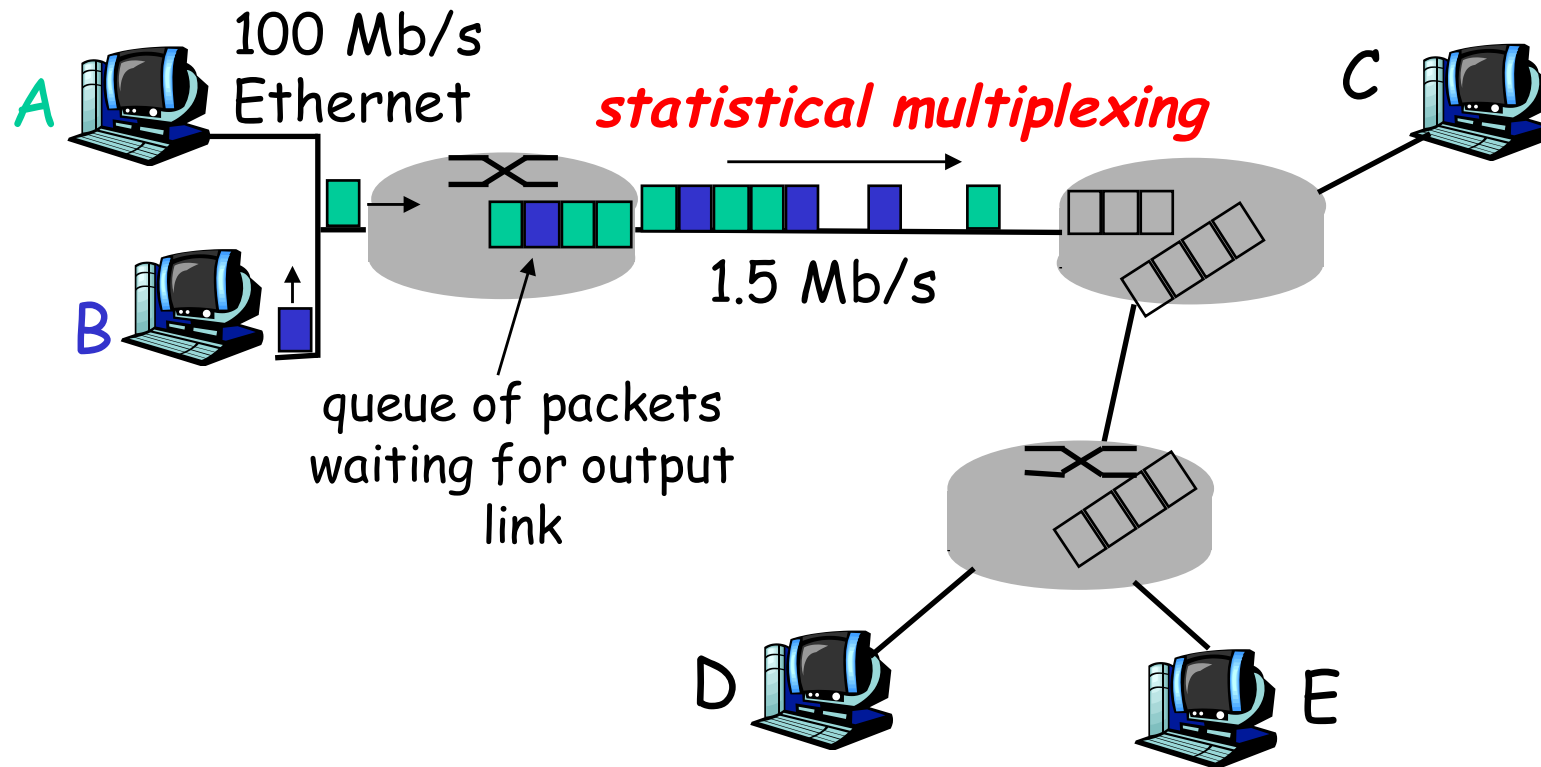 100 Mb/s
Ethernet
A
statistical multiplexing
C
1.5 Mb/s
B
queue of packets
waiting for output
link
D
E